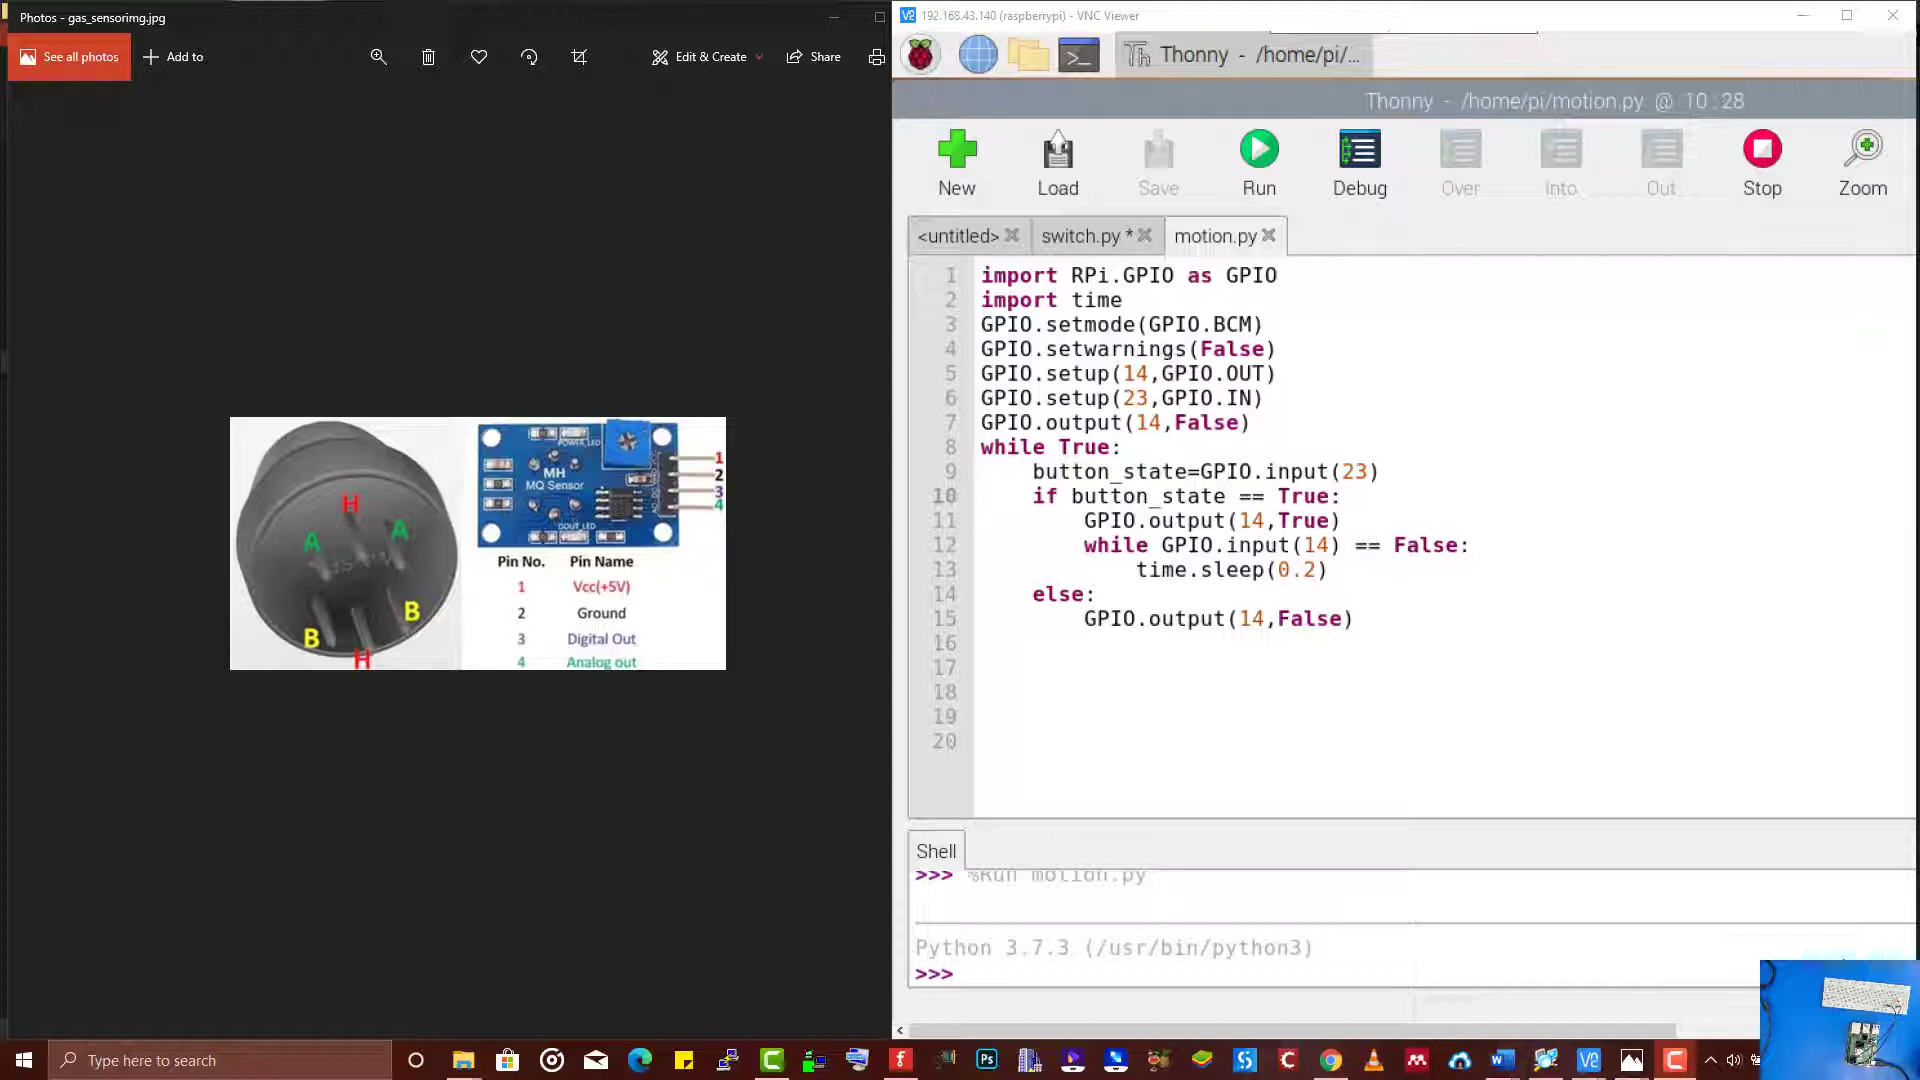 Photos - gas_sensorimg.jpg
See all photos
Add to
Edit & Create
Share
H
A
A
B
B
H
POWER_LED
MH
MQ Sensor
DOUT_LED
1
2
3
4
Pin No. Pin Name
1 Vcc(+5V)
2 Ground
3 Digital Out
4 Analog out
192.168.43.140 (raspberrypi) - VNC Viewer
Thonny - /home/pi/...
Thonny - /home/pi/motion.py @ 10 : 28
New Load Save Run Debug Over Into Out Stop Zoom
<untitled> switch.py * motion.py
1 import RPi.GPIO as GPIO
2 import time
3 GPIO.setmode(GPIO.BCM)
4 GPIO.setwarnings(False)
5 GPIO.setup(14,GPIO.OUT)
6 GPIO.setup(23,GPIO.IN)
7 GPIO.output(14,False)
8 while True:
9 button_state=GPIO.input(23)
10 if button_state == True:
11 GPIO.output(14,True)
12 while GPIO.input(14) == False:
13 time.sleep(0.2)
14 else:
15 GPIO.output(14,False)
16
17
18
19
20
Shell
>>> %Run motion.py
Python 3.7.3 (/usr/bin/python3)
>>>
Type here to search